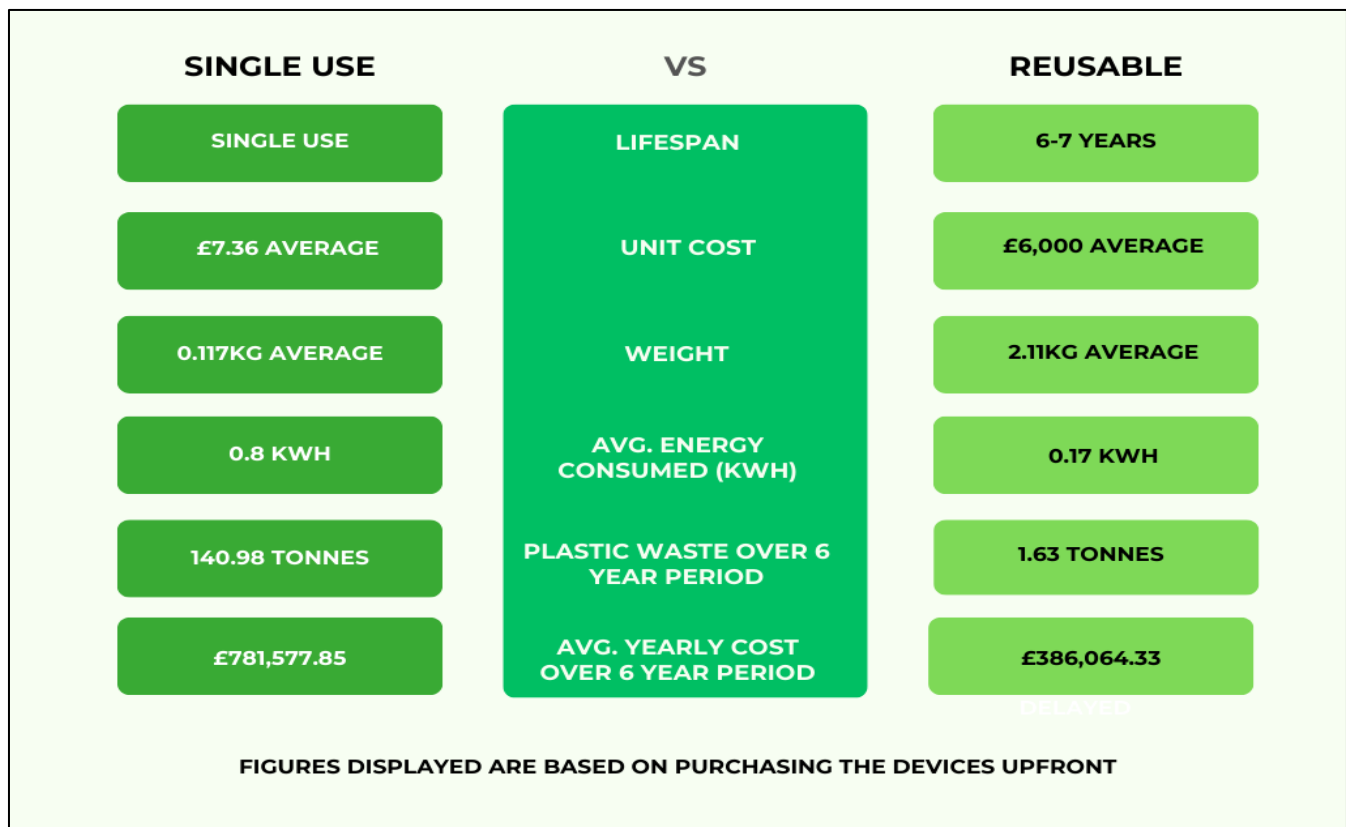 SINGLE USE VS REUSABLE
SINGLE USE LIFESPAN 6-7 YEARS
£7.36 AVERAGE UNIT COST £6,000 AVERAGE
0.117KG AVERAGE WEIGHT 2.11KG AVERAGE
0.8 KWH AVG. ENERGY 0.17 KWH
CONSUMED (KWH)
140.98 TONNES PLASTIC WASTE OVER 6 1.63 TONNES
YEAR PERIOD
£781,577.85 AVG. YEARLY COST £386,064.33
OVER 6 YEAR PERIOD
DELAYED
FIGURES DISPLAYED ARE BASED ON PURCHASING THE DEVICES UPFRONT